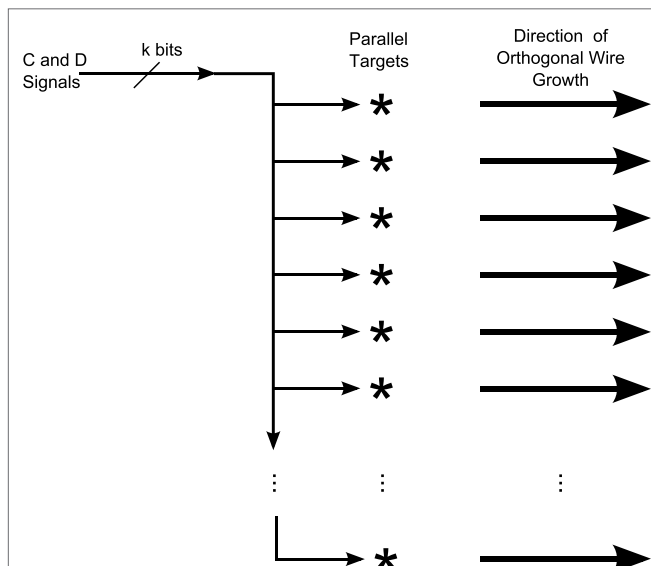 C and D
Signals
k bits
Parallel
Targets
Direction of
Orthogonal Wire
Growth
*
*
*
*
*
*
⋮ ⋮ ⋮
*